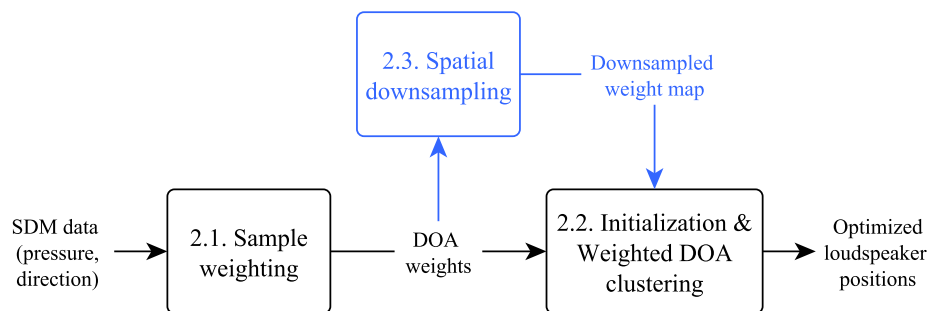 2.3. Spatial
downsampling
Downsampled
weight map
SDM data
(pressure,
direction)
2.1. Sample
weighting
DOA
weights
2.2. Initialization &
Weighted DOA
clustering
Optimized
loudspeaker
positions